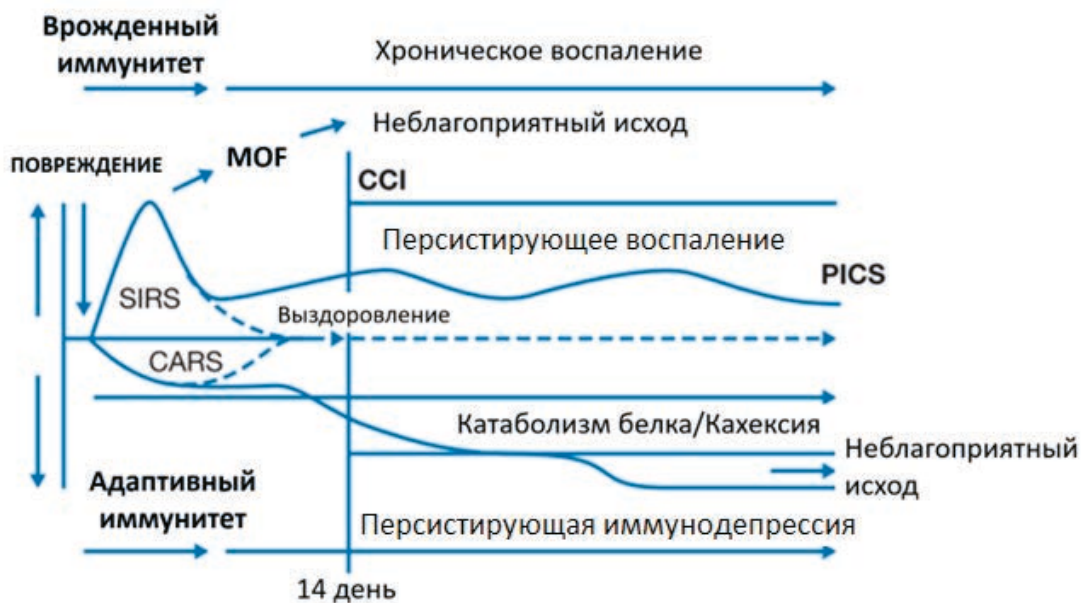 Врожденный
иммунитет
Хроническое воспаление
Неблагоприятный исход
MOF
ПОВРЕЖДЕНИЕ
CCI
Персистирующее воспаление
PICS
SIRS
Выздоровление
CARS
Катаболизм белка/Кахексия
Неблагоприятный
исход
Адаптивный
иммунитет
Персистирующая иммунодепрессия
14 день